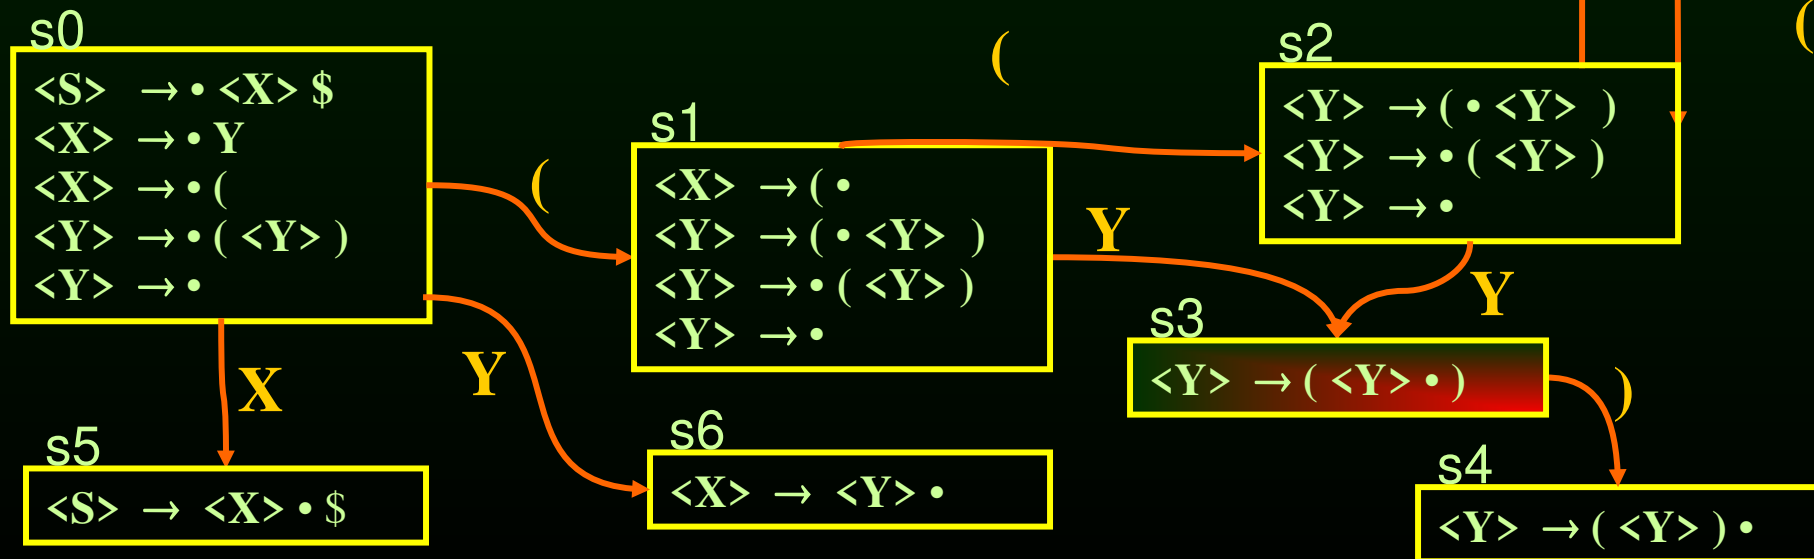 s0
<S> → • <X> $
<X> → • Y
<X> → • (
<Y> → • ( <Y> )
<Y> → •
(
X
Y
s1
<X> → ( •
<Y> → ( • <Y> )
<Y> → • ( <Y> )
<Y> → •
(
Y
s2
<Y> → ( • <Y> )
<Y> → • ( <Y> )
<Y> → •
(
Y
s3
<Y> → ( <Y> • )
)
s5
<S> → <X> • $
s6
<X> → <Y> •
s4
<Y> → ( <Y> ) •